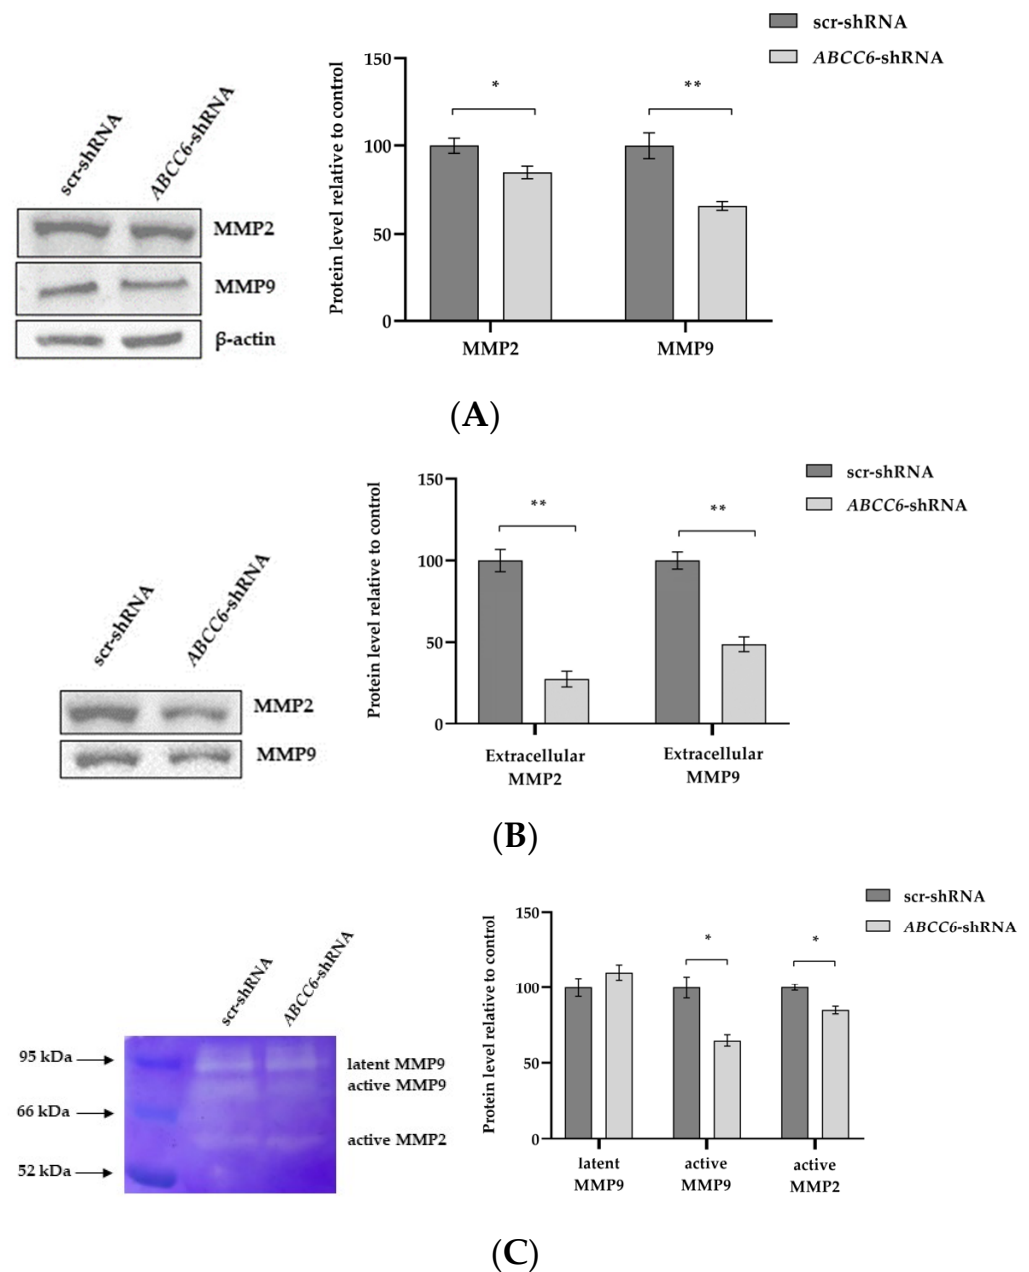 scr-shRNA
ABCC6-shRNA
150
100
50
0
Protein level relative to control
*
**
MMP2
MMP9
scr-shRNA
ABCC6-shRNA
MMP2
MMP9
β-actin
(A)
scr-shRNA
ABCC6-shRNA
150
100
50
0
Protein level relative to control
**
**
Extracellular
MMP2
Extracellular
MMP9
scr-shRNA
ABCC6-shRNA
MMP2
MMP9
(B)
scr-shRNA
ABCC6-shRNA
150
100
50
0
Protein level relative to control
*
*
latent
MMP9
active
MMP9
active
MMP2
scr-shRNA
ABCC6-shRNA
95 kDa
66 kDa
52 kDa
latent MMP9
active MMP9
active MMP2
(C)